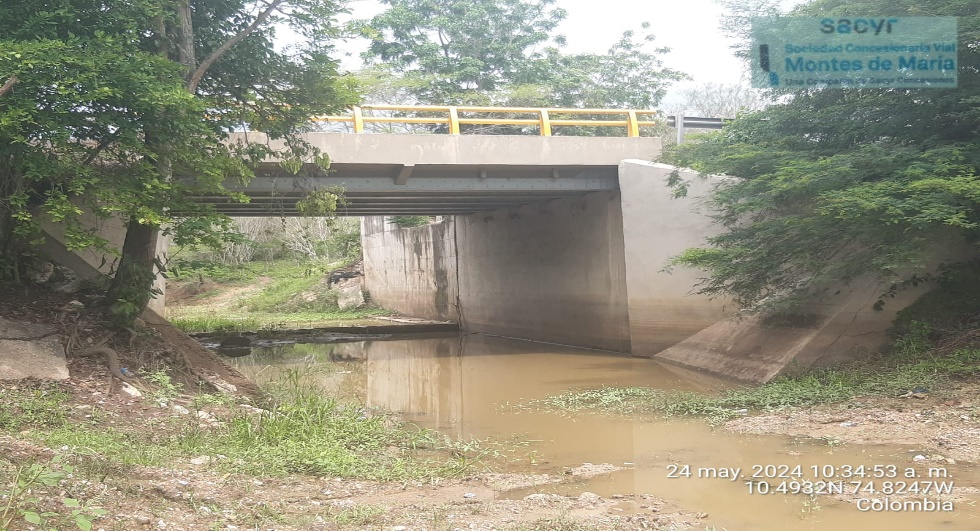 sacyr
Sociedad Concesionaria Vial
Montes de María
Una Compañía de Sacyr Concesiones
24 may. 2024 10:34:53 a. m.
10.4932N 74.8247W
Colombia